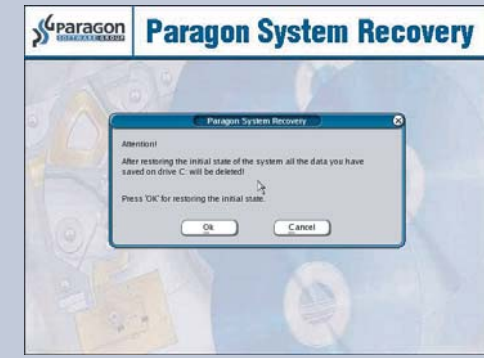 Paragon
SOFTWARE GROUP
Paragon System Recovery
Paragon System Recovery
Attention!
After restoring the initial state of the system all the data you have
saved on drive C: will be deleted!
Press 'OK' for restoring the initial state.
Ok
Cancel